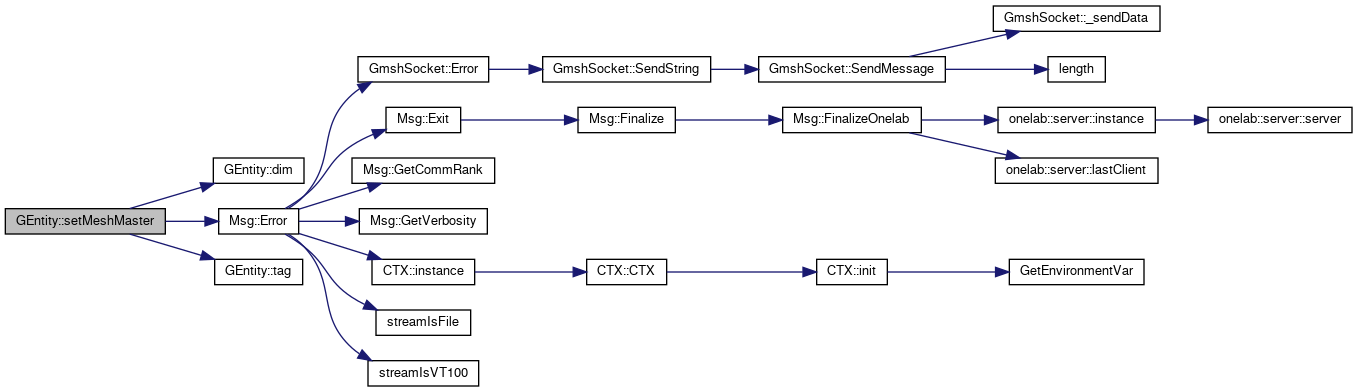 GmshSocket::_sendData
GmshSocket::Error
GmshSocket::SendString
GmshSocket::SendMessage
length
Msg::Exit
Msg::Finalize
Msg::FinalizeOnelab
onelab::server::instance
onelab::server::server
GEntity::dim
Msg::GetCommRank
onelab::server::lastClient
GEntity::setMeshMaster
Msg::Error
Msg::GetVerbosity
GEntity::tag
CTX::instance
CTX::CTX
CTX::init
GetEnvironmentVar
streamIsFile
streamIsVT100